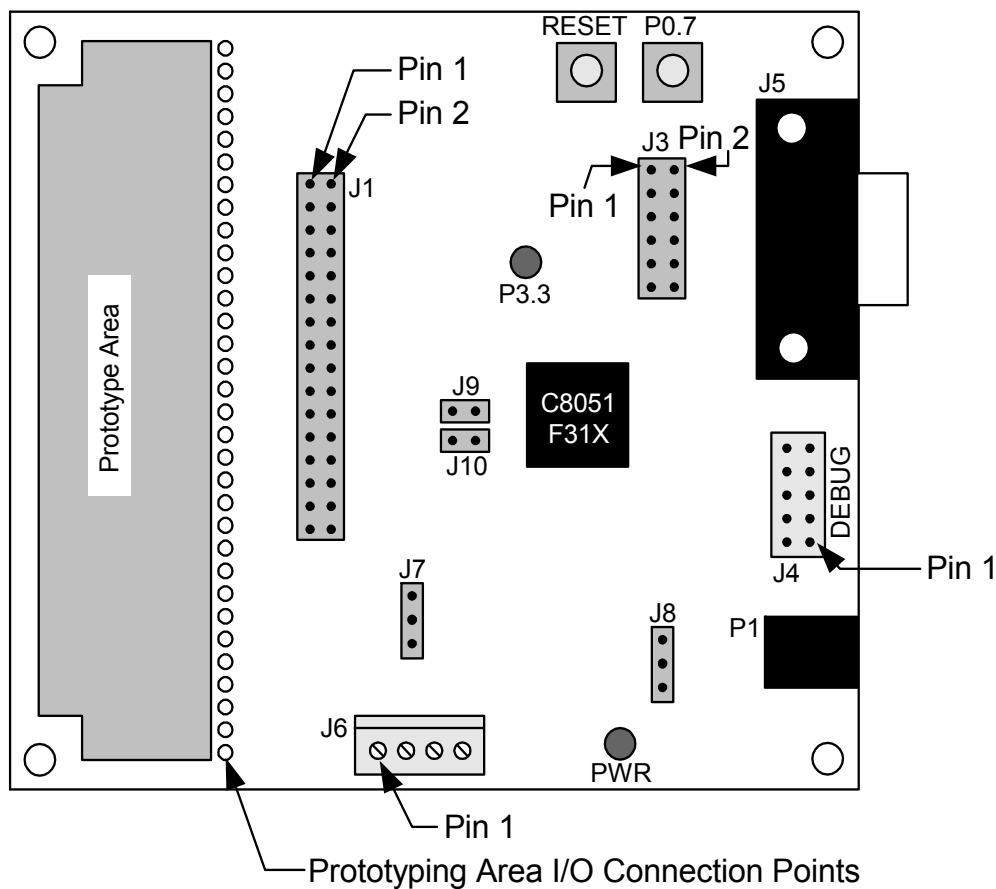 RESET P0.7
Pin 1
Pin 2
J5
J3
Pin 2
Pin 1
J1
P3.3
Prototype Area
J9
J10
C8051
F31X
DEBUG
J4
Pin 1
J7
J8
P1
J6
PWR
Pin 1
Prototyping Area I/O Connection Points